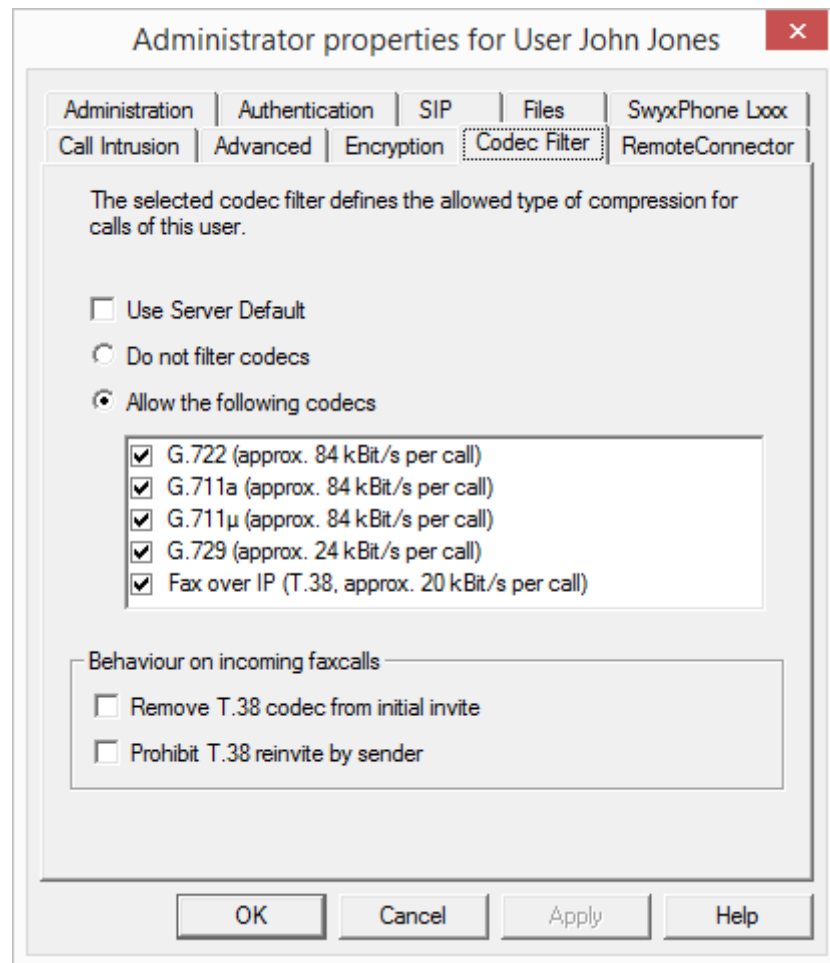 Administrator properties for User John Jones
Administration Authentication SIP Files SwyxPhone Lxxx
Call Intrusion Advanced Encryption Codec Filter RemoteConnector
The selected codec filter defines the allowed type of compression for
calls of this user.
Use Server Default
Do not filter codecs
Allow the following codecs
G.722 (approx. 84 kBit/s per call)
G.711a (approx. 84 kBit/s per call)
G.711µ (approx. 84 kBit/s per call)
G.729 (approx. 24 kBit/s per call)
Fax over IP (T.38, approx. 20 kBit/s per call)
Behaviour on incoming faxcalls
Remove T.38 codec from initial invite
Prohibit T.38 reinvite by sender
OK Cancel Apply Help